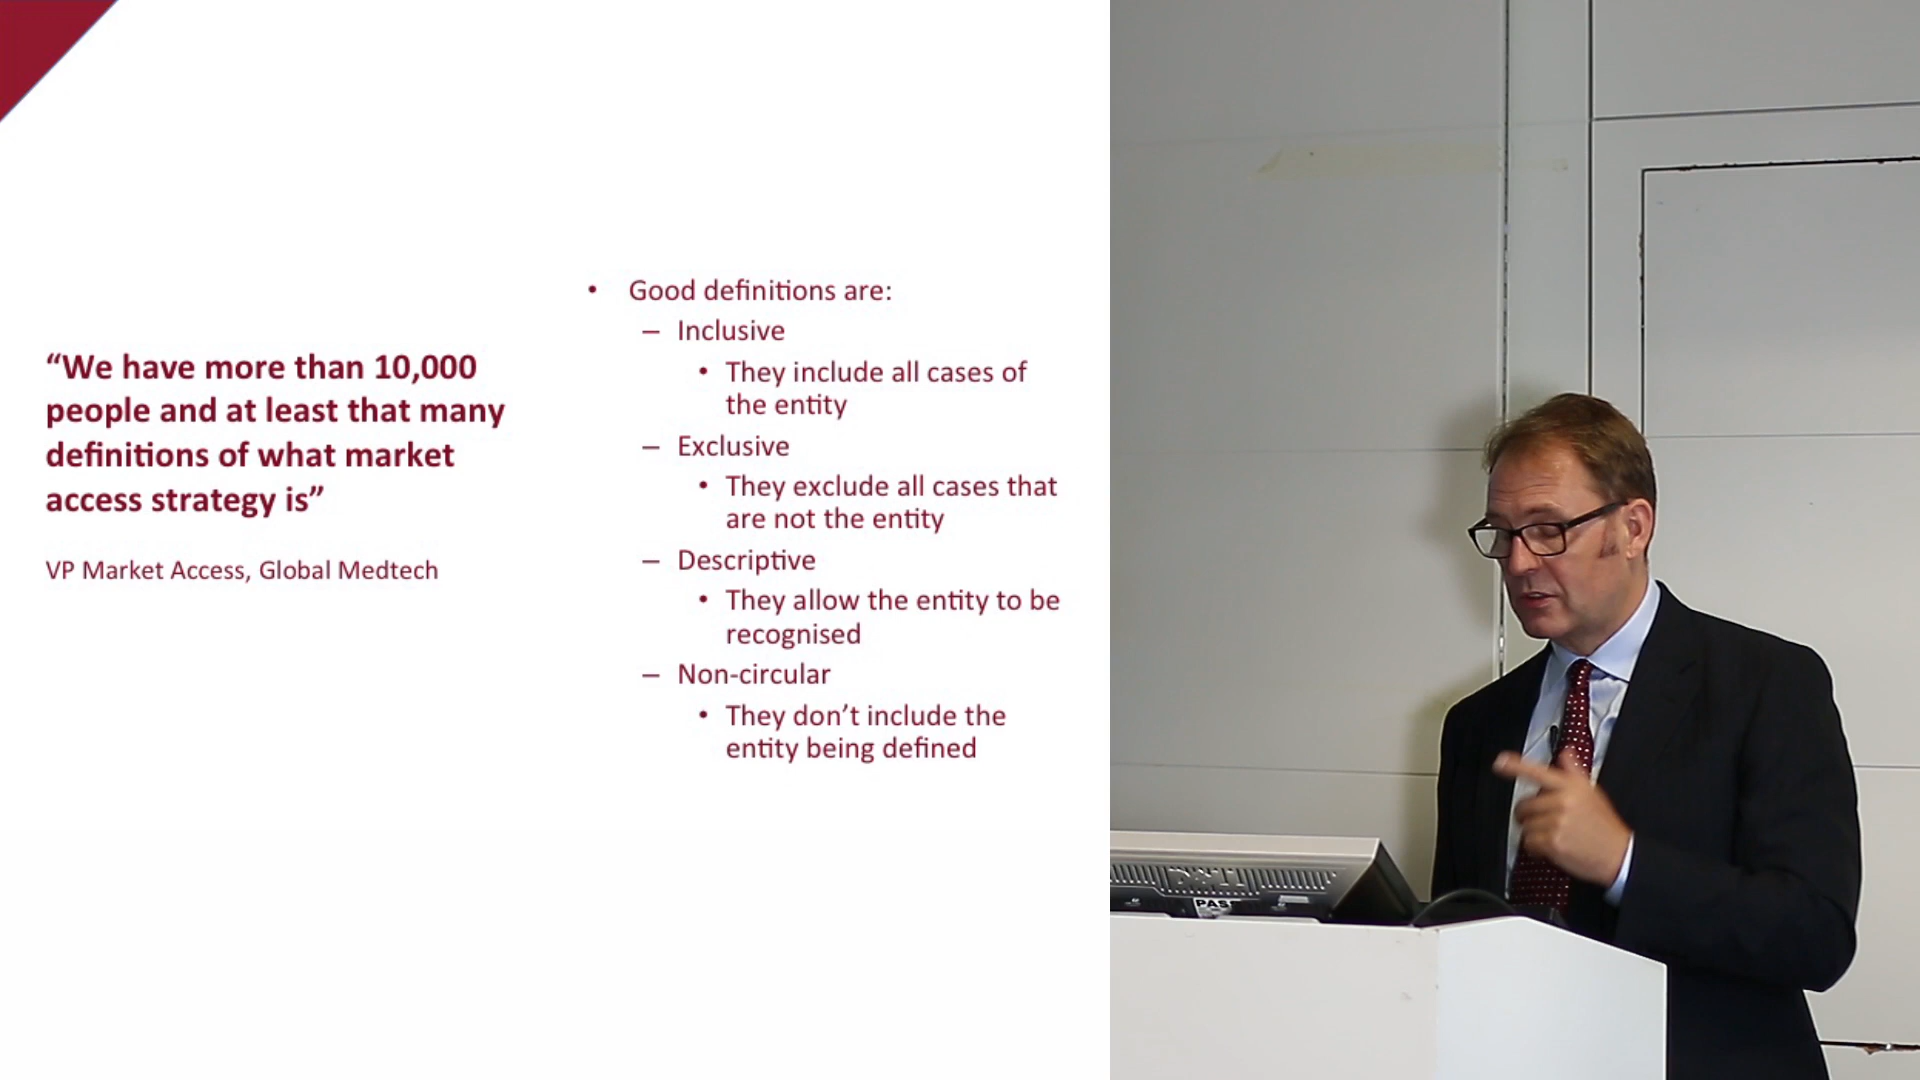 “We have more than 10,000
people and at least that many
definitions of what market
access strategy is”
VP Market Access, Global Medtech
• Good definitions are:
– Inclusive
• They include all cases of
the entity
– Exclusive
• They exclude all cases that
are not the entity
– Descriptive
• They allow the entity to be
recognised
– Non-circular
• They don’t include the
entity being defined
PAS